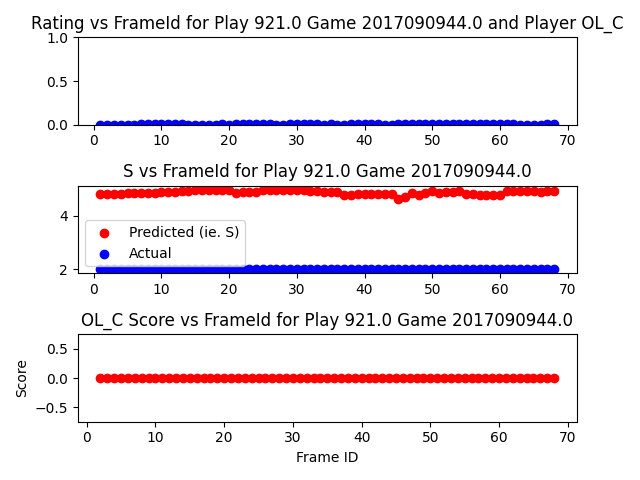 Rating vs FrameId for Play 921.0 Game 2017090944.0 and Player OL_C
1.0
0.5
0.0
0 10 20 30 40 50 60 70
S vs FrameId for Play 921.0 Game 2017090944.0
4
2
Predicted (ie. S)
Actual
0 10 20 30 40 50 60 70
OL_C Score vs FrameId for Play 921.0 Game 2017090944.0
Score
0.5
0.0
−0.5
0 10 20 30 40 50 60 70
Frame ID